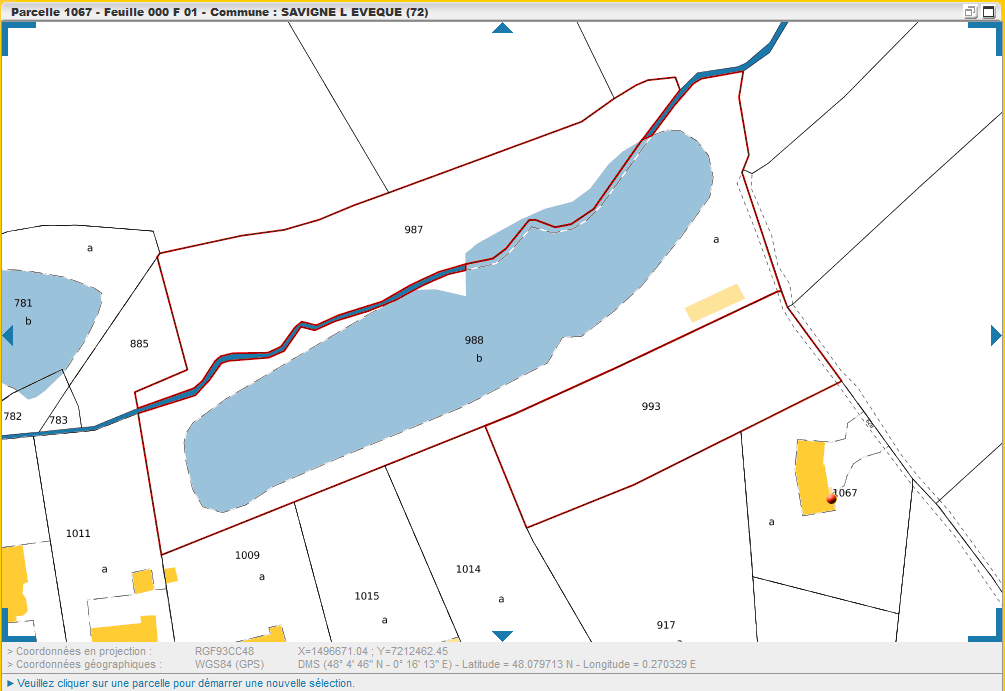 Parcelle 1067 - Feuille 000 F 01 - Commune : SAVIGNE L EVEQUE (72)
987
a
a
781
b
885
988
b
993
782
783
1067
a
1011
1009
a
a
1014
1015
a
a
917
> Coordonnées en projection : RGF93CC48 X=1496671.04 ; Y=7212462.45
> Coordonnées géographiques : WGS84 (GPS) DMS (48° 4' 46" N - 0° 16' 13" E) - Latitude = 48.079713 N - Longitude = 0.270329 E
► Veuillez cliquer sur une parcelle pour démarrer une nouvelle sélection.